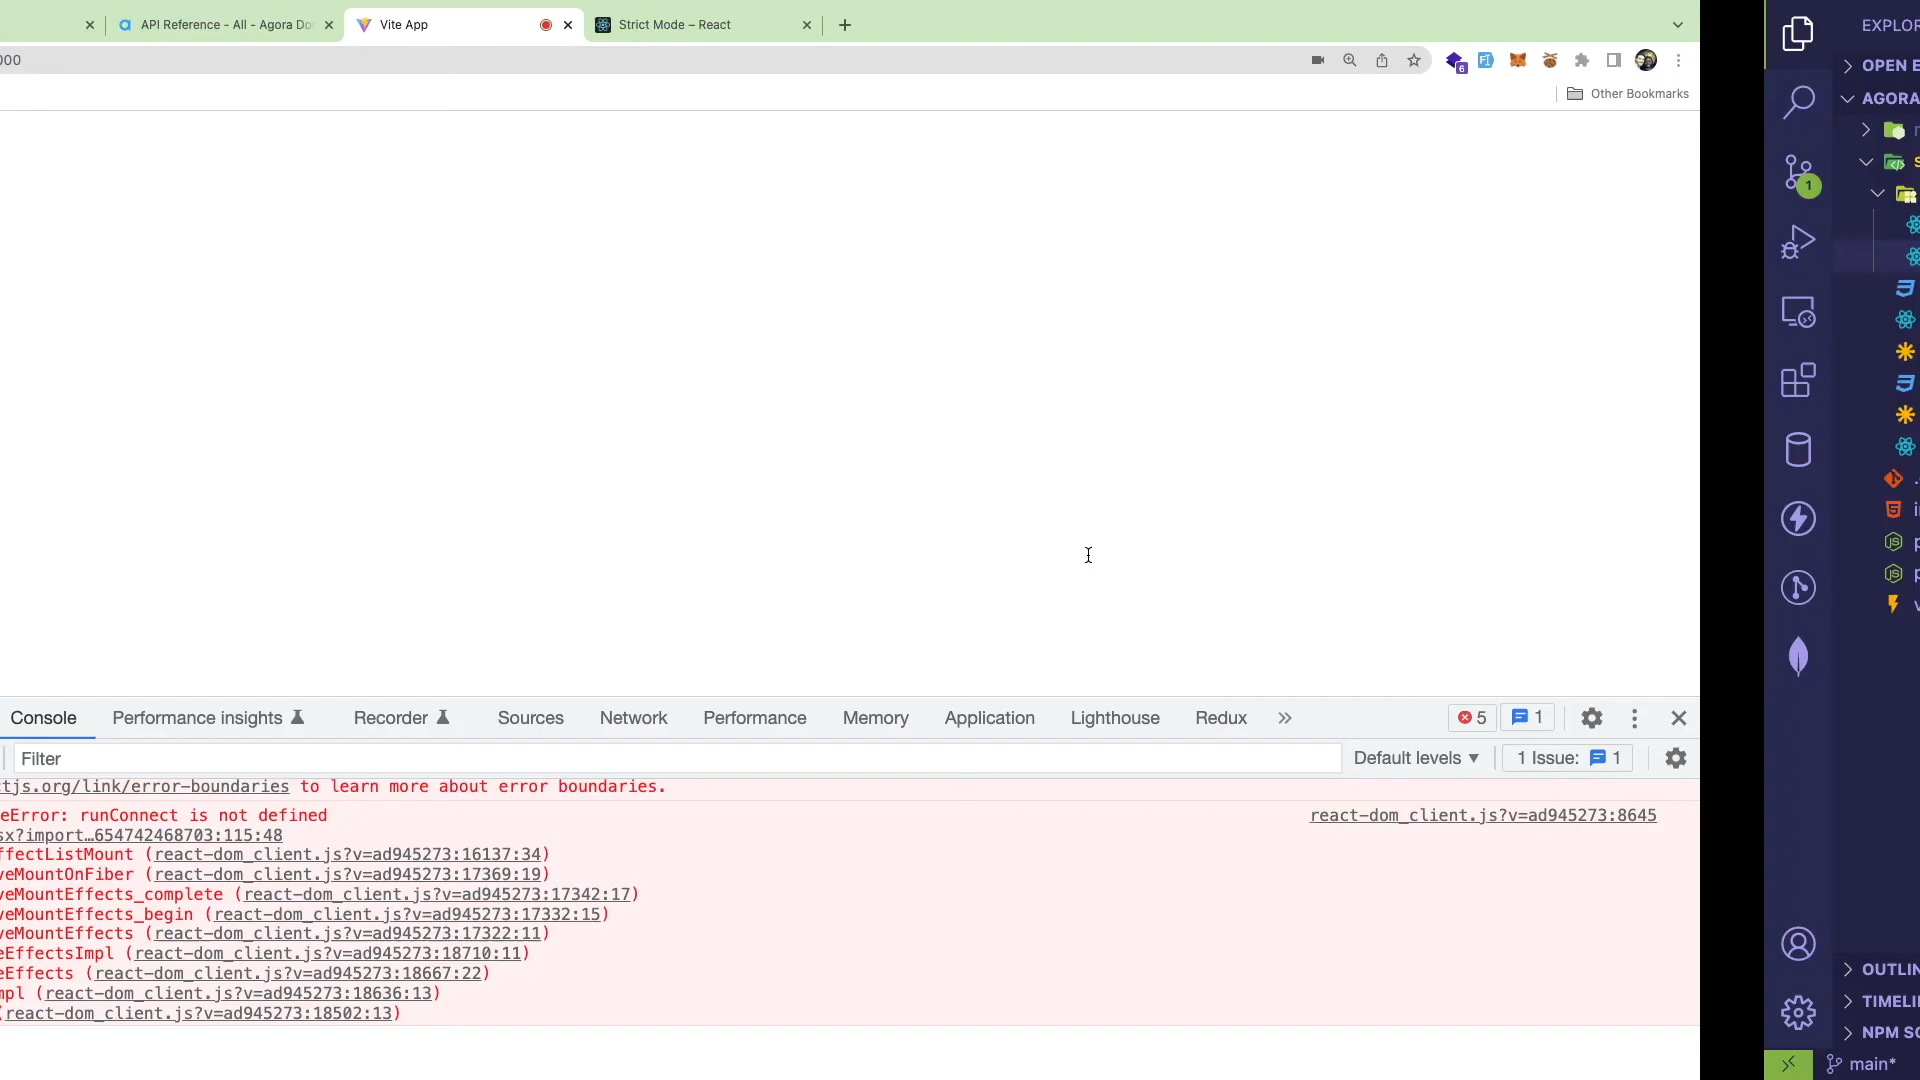 API Reference - All - Agora Do
Vite App
Strict Mode – React
000
6
Other Bookmarks
Console
Performance insights
Recorder
Sources
Network
Performance
Memory
Application
Lighthouse
Redux
5
1
Filter
Default levels
1 Issue:
1
ctjs.org/link/error-boundaries to learn more about error boundaries.
eError: runConnect is not defined
react-dom_client.js?v=ad945273:8645
sx?import…654742468703:115:48
ffectListMount (react-dom_client.js?v=ad945273:16137:34)
veMountOnFiber (react-dom_client.js?v=ad945273:17369:19)
veMountEffects_complete (react-dom_client.js?v=ad945273:17342:17)
veMountEffects_begin (react-dom_client.js?v=ad945273:17332:15)
veMountEffects (react-dom_client.js?v=ad945273:17322:11)
eEffectsImpl (react-dom_client.js?v=ad945273:18710:11)
eEffects (react-dom_client.js?v=ad945273:18667:22)
mpl (react-dom_client.js?v=ad945273:18636:13)
(react-dom_client.js?v=ad945273:18502:13)
EXPLOR
OPEN E
AGORA
1
OUTLIN
TIMELI
NPM SC
main*